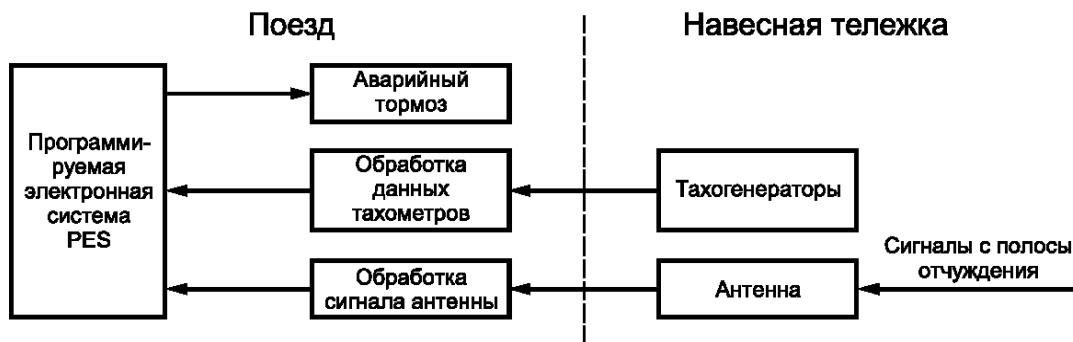 Поезд
Навесная тележка
Программи-
руемая
электронная
система
PES
Аварийный
тормоз
Обработка
данных
тахометров
Обработка
сигнала антенны
Тахогенераторы
Антенна
Сигналы с полосы
отчуждения